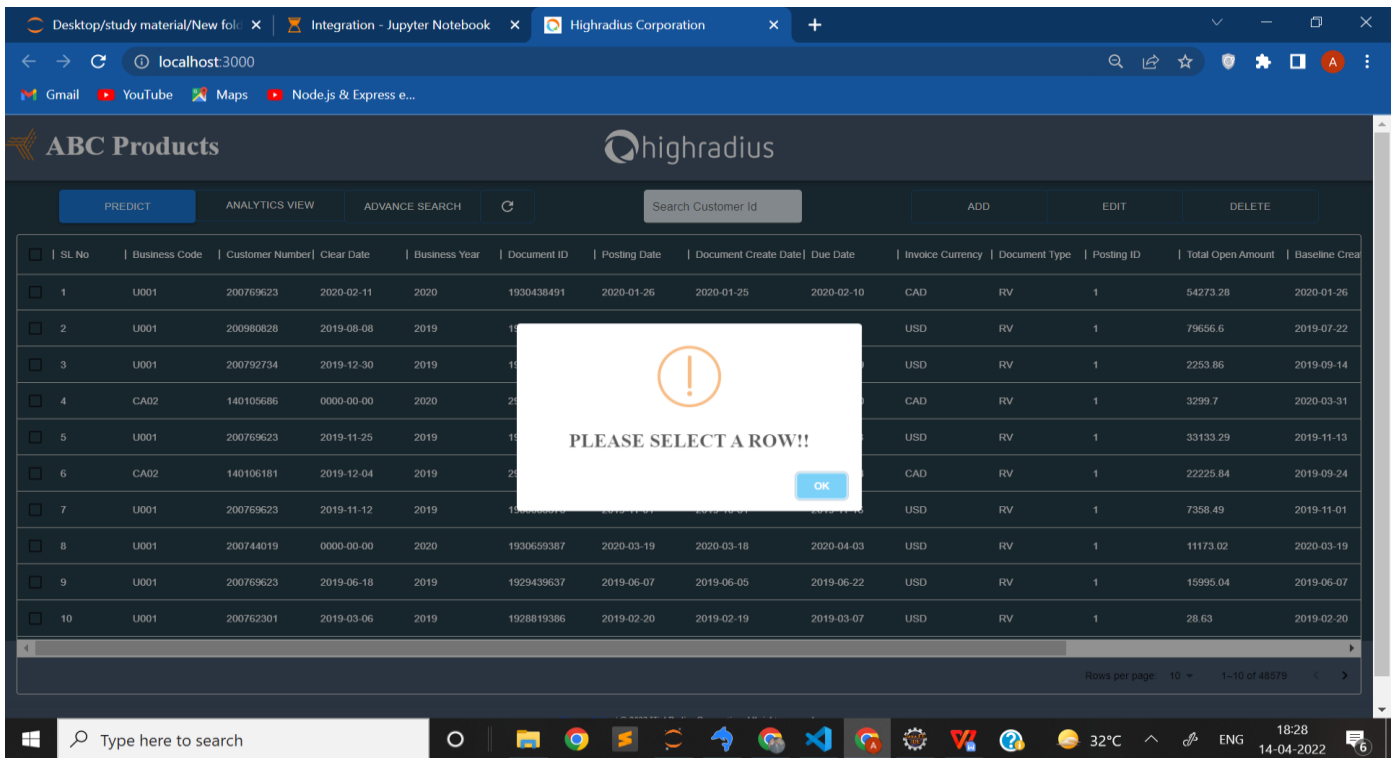 Desktop/study material/New fol
Integration - Jupyter Notebook
Highradius Corporation
localhost:3000
A
Gmail YouTube Maps Node.js & Express e...
ABC Products
highradius
PREDICT ANALYTICS VIEW ADVANCE SEARCH Search Customer Id ADD EDIT DELETE
SL No | Business Code | Customer Number | Clear Date | Business Year | Document ID | Posting Date | Document Create Date | Due Date | Invoice Currency | Document Type | Posting ID | Total Open Amount | Baseline Crea
1 U001 200769623 2020-02-11 2020 1930438491 2020-01-26 2020-01-25 2020-02-10 CAD RV 1 54273.28 2020-01-26
2 U001 200980828 2019-08-08 2019 USD RV 1 79656.6 2019-07-22
3 U001 200792734 2019-12-30 2019 USD RV 1 2253.86 2019-09-14
4 CA02 140105686 0000-00-00 2020 CAD RV 1 3299.7 2020-03-31
5 U001 200769623 2019-11-25 2019 USD RV 1 33133.29 2019-11-13
6 CA02 140106181 2019-12-04 2019 CAD RV 1 22225.84 2019-09-24
7 U001 200769623 2019-11-12 2019 USD RV 1 7358.49 2019-11-01
8 U001 200744019 0000-00-00 2020 1930659387 2020-03-19 2020-03-18 2020-04-03 USD RV 1 11173.02 2020-03-19
9 U001 200769623 2019-06-18 2019 1929439637 2019-06-07 2019-06-05 2019-06-22 USD RV 1 15995.04 2019-06-07
10 U001 200762301 2019-03-06 2019 1928819386 2019-02-20 2019-02-19 2019-03-07 USD RV 1 28.63 2019-02-20
PLEASE SELECT A ROW!!
OK
Rows per page: 10 1–10 of 48579
Type here to search
32°C ENG 18:28
14-04-2022
6